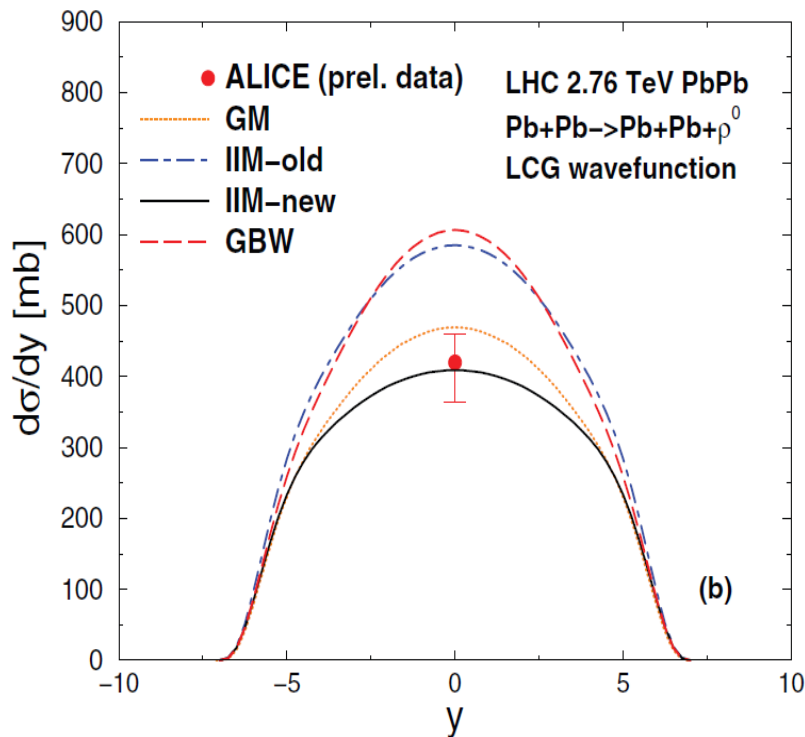 900
800
700
600
500
400
300
200
100
0
dσ/dy [mb]
ALICE (prel. data)
GM
IIM-old
IIM-new
GBW
LHC 2.76 TeV PbPb
Pb+Pb->Pb+Pb+ρ⁰
LCG wavefunction
(b)
−10
−5
0
5
10
y